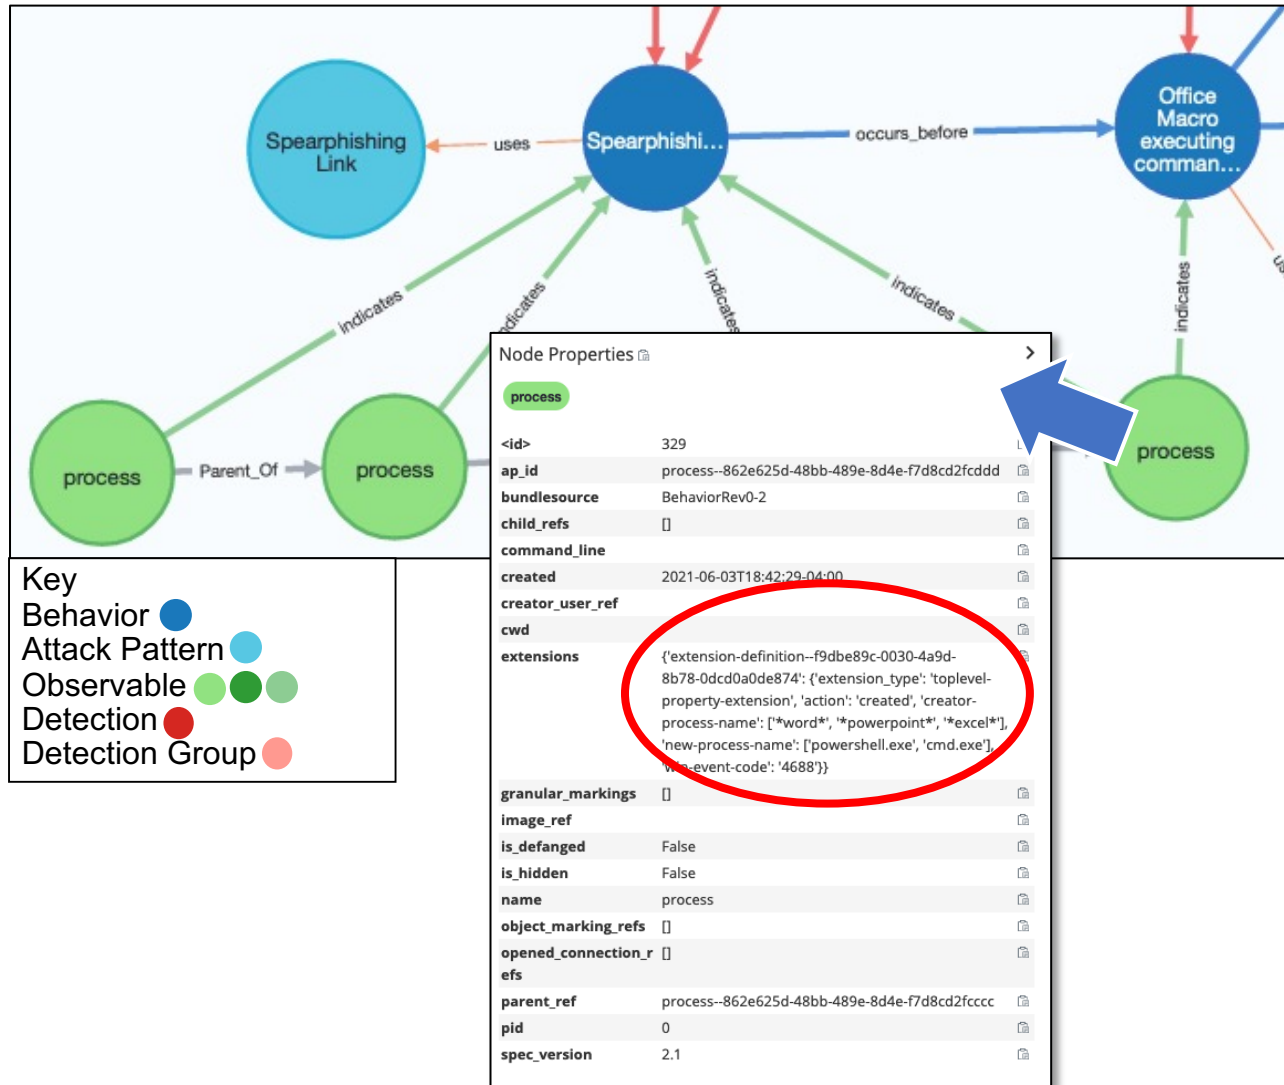 Spearphishing
Link
uses
Spearphishi...
occurs_before
Office
Macro
executing
comman...
indicates
indicates
indicates
indicates
us
process
Parent_Of
process
process
Node Properties
process
<id> 329
ap_id process--862e625d-48bb-489e-8d4e-f7d8cd2fcddd
bundlesource BehaviorRev0-2
child_refs []
command_line
created 2021-06-03T18:42:29-04:00
creator_user_ref
cwd
extensions {'extension-definition--f9dbe89c-0030-4a9d-
8b78-0dcd0a0de874': {'extension_type': 'toplevel-
property-extension', 'action': 'created', 'creator-
process-name': ['*word*', '*powerpoint*', '*excel*'],
'new-process-name': ['powershell.exe', 'cmd.exe'],
'win-event-code': '4688'}}
granular_markings []
image_ref
is_defanged False
is_hidden False
name process
object_marking_refs []
opened_connection_r []
efs
parent_ref process--862e625d-48bb-489e-8d4e-f7d8cd2fcccc
pid 0
spec_version 2.1
Key
Behavior
Attack Pattern
Observable
Detection
Detection Group